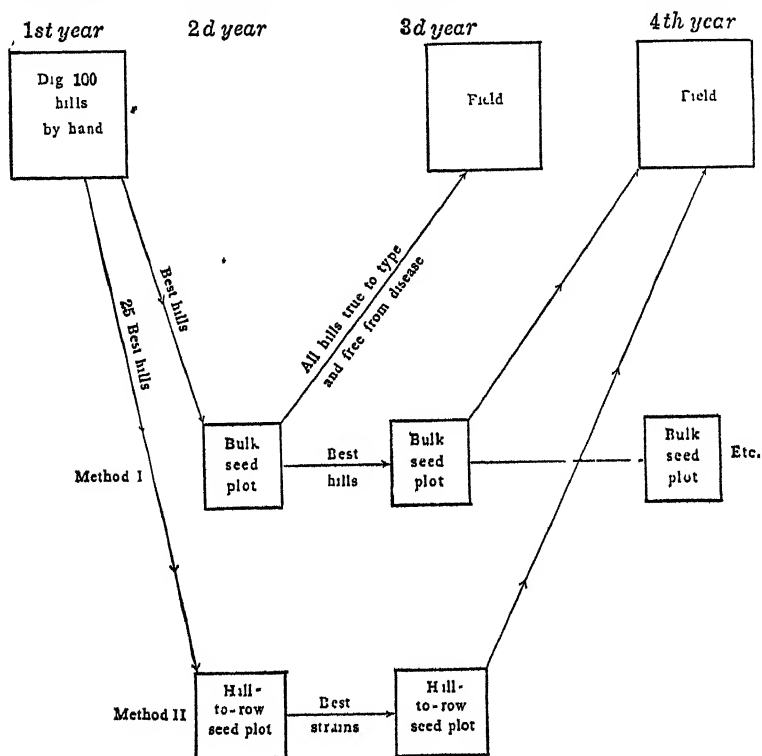 1st year
2d year
3d year
4th year
Dig 100
hills
by hand
Field
Field
Best hills
25 Best hills
All hills true to type
and free from disease
Method I
Bulk
seed
plot
Best
hills
Bulk
seed
plot
Bulk
seed
plot
Etc.
Method II
Hill-
to-row
seed plot
Best
strains
Hill-
to-row
seed plot